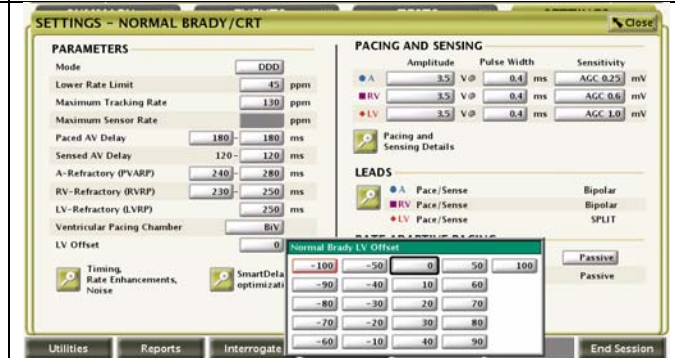 SETTINGS - NORMAL BRADY/CRT
Close
PARAMETERS
Mode DDD
Lower Rate Limit 45 ppm
Maximum Tracking Rate 130 ppm
Maximum Sensor Rate ppm
Paced AV Delay 180 - 180 ms
Sensed AV Delay 120 - 120 ms
A-Refractory (PVARP) 240 - 280 ms
RV-Refractory (RVRP) 230 - 250 ms
LV-Refractory (LVRP) 250 ms
Ventricular Pacing Chamber BiV
LV Offset 0
Timing,
Rate Enhancements,
Noise
SmartDela
optimizati
PACING AND SENSING
Amplitude Pulse Width Sensitivity
A 3.5 V@ 0.4 ms AGC 0.25 mV
RV 3.5 V@ 0.4 ms AGC 0.6 mV
LV 3.5 V@ 0.4 ms AGC 1.0 mV
Pacing and
Sensing Details
LEADS
A Pace/Sense Bipolar
RV Pace/Sense Bipolar
LV Pace/Sense SPLIT
RATE ADAPTIVE PACING
Passive
Passive
Normal Brady LV Offset
-100 -50 0 50 100
-90 -40 10 60
-80 -30 20 70
-70 -20 30 80
-60 -10 40 90
Utilities Reports Interrogate End Session